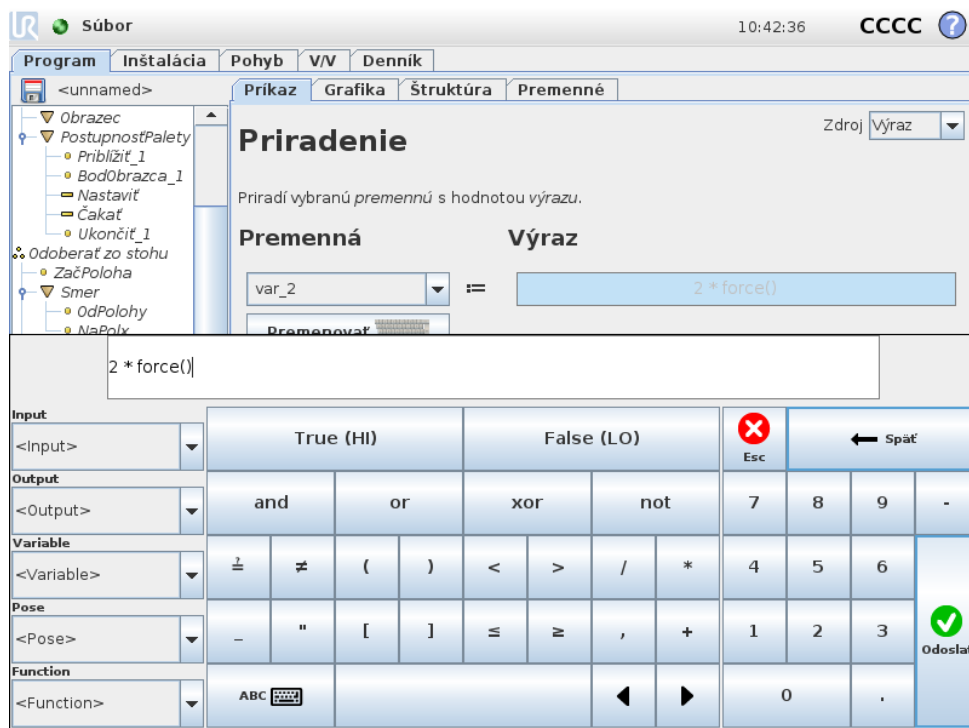 UR Súbor 10:42:36 CCCC ?
Program Inštalácia Pohyb V/V Denník
<unnamed> Príkaz Grafika Štruktúra Premenné
Obrazec
PostupnosťPalety
Priblížiť_1
BodObrazca_1
Nastaviť
Čakať
Ukončiť_1
Odoberať zo stohu
ZačPoloha
Smer
OdPolohy
NaPolx
Priradenie
Zdroj Výraz
Priradí vybranú premennú s hodnotou výrazu.
Premenná Výraz
var_2 := 2 * force()
Premenovať
2 * force()
Input
<Input>
Output
<Output>
Variable
<Variable>
Pose
<Pose>
Function
<Function>
True (HI) False (LO) Esc Späť
and or xor not 7 8 9 -
≟ ≠ ( ) < > / * 4 5 6
_ " [ ] ≤ ≥ , + 1 2 3 Odoslať
ABC 0 .